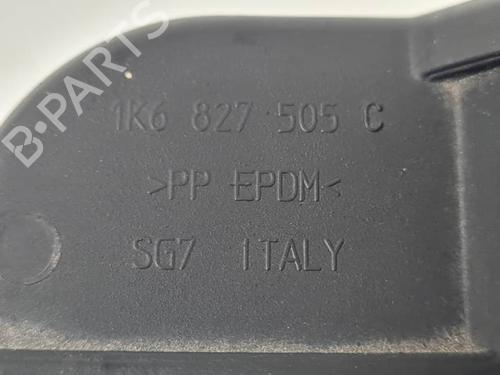 B-Parts
1K6 827 505 C
>PP EPDM<
SG7 ITALY